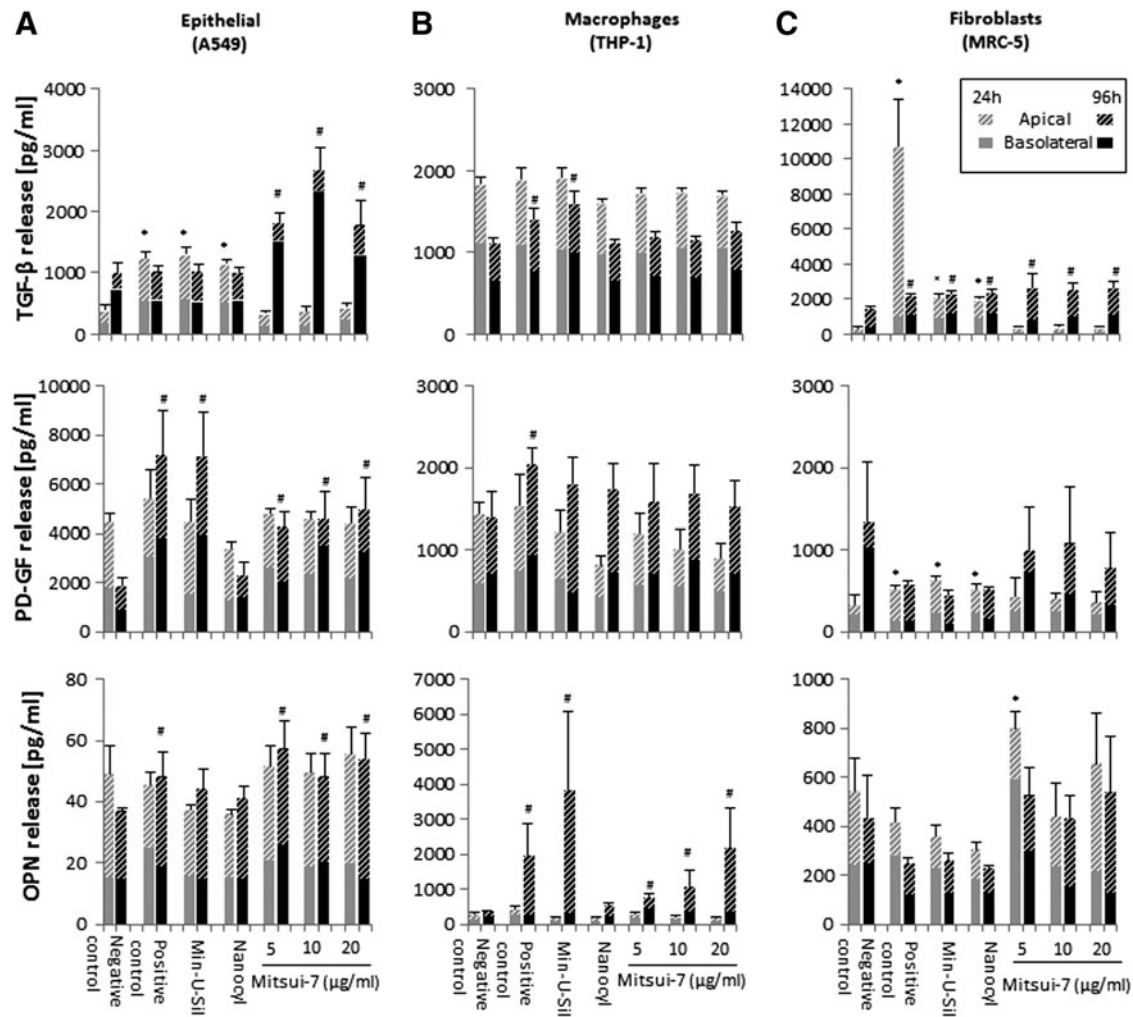 A
Epithelial
(A549)
B
Macrophages
(THP-1)
C
Fibroblasts
(MRC-5)
TGF-β release [pg/ml]
4000
3000
2000
1000
0
*
*
*
#
#
#
3000
2000
1000
0
#
#
14000
12000
10000
8000
6000
4000
2000
0
*
#
*
#
*
#
#
#
#
24h 96h
Apical
Basolateral
PD-GF release [pg/ml]
10000
8000
6000
4000
2000
0
#
#
#
#
#
3000
2000
1000
0
#
3000
2000
1000
0
*
*
*
OPN release [pg/ml]
80
60
40
20
0
#
#
#
#
7000
6000
5000
4000
3000
2000
1000
0
#
#
#
#
#
1000
800
600
400
200
0
*
Negative
control
Positive
control
Min-U-Sil
Nanocyl
5 10 20
Mitsui-7 (µg/ml)
Negative
control
Positive
control
Min-U-Sil
Nanocyl
5 10 20
Mitsui-7 (µg/ml)
Negative
control
Positive
control
Min-U-Sil
Nanocyl
5 10 20
Mitsui-7 (µg/ml)